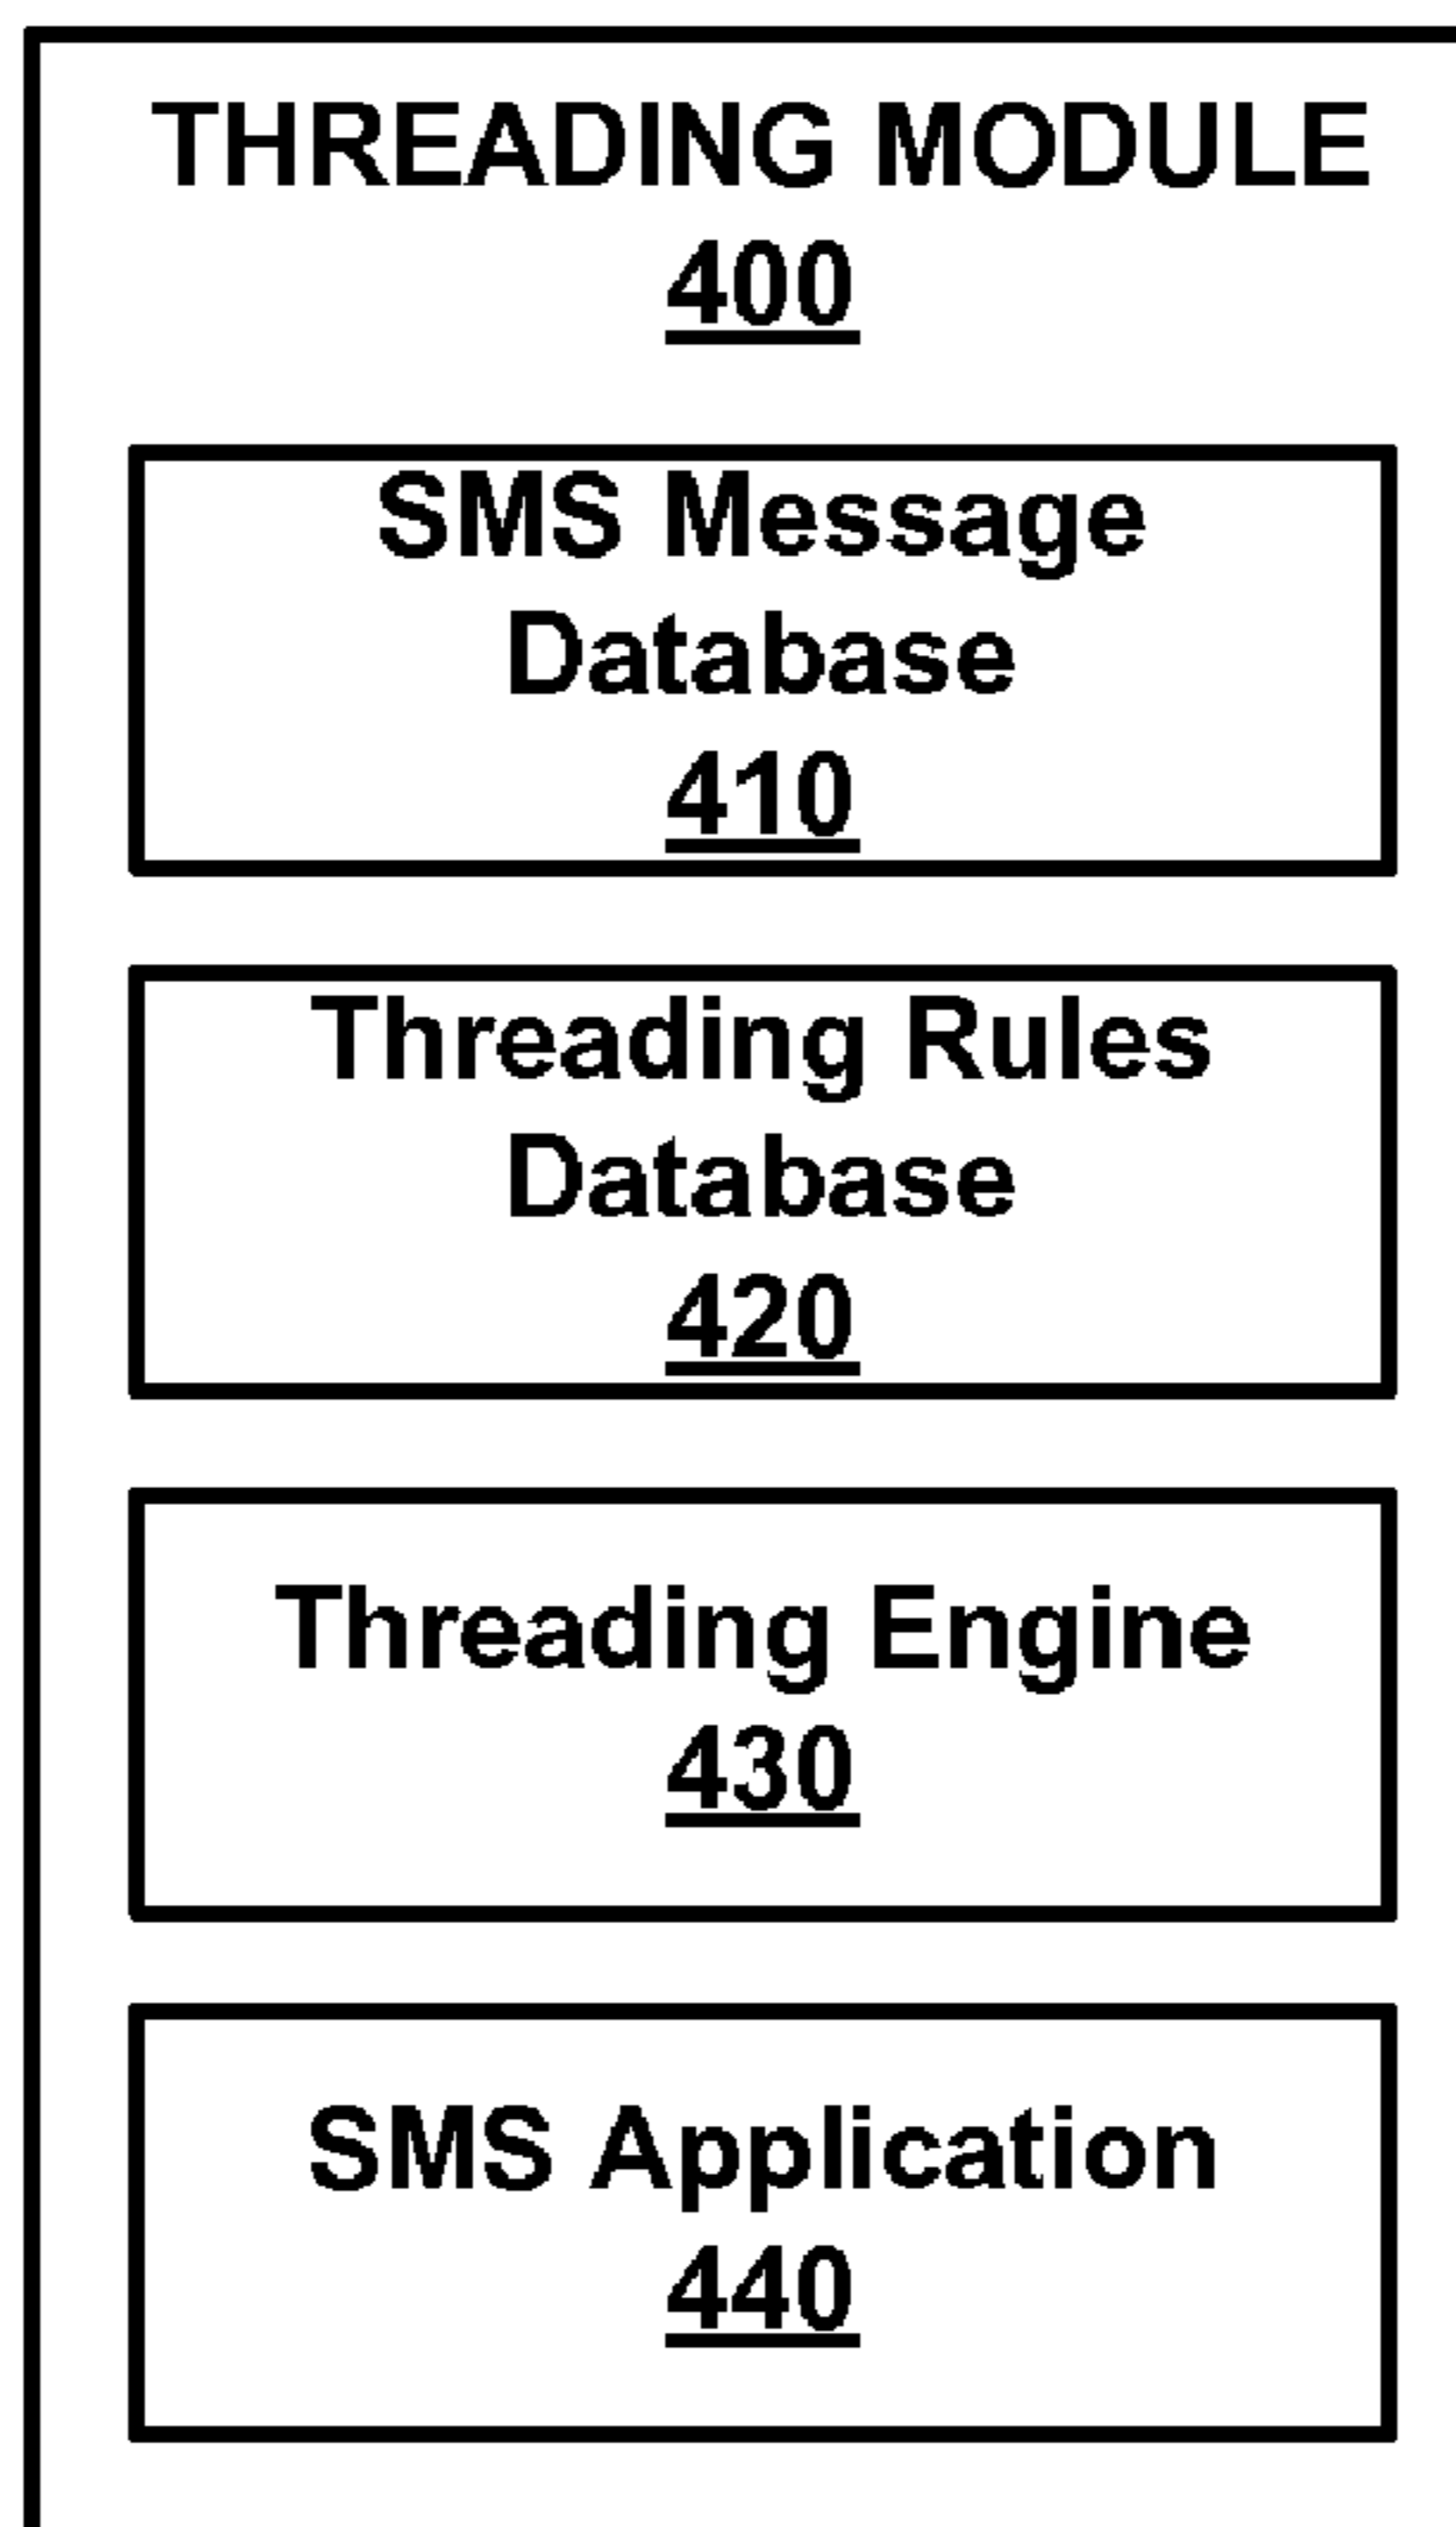 THREADING MODULE
400
SMS Message
Database
410
Threading Rules
Database
420
Threading Engine
430
SMS Application
440